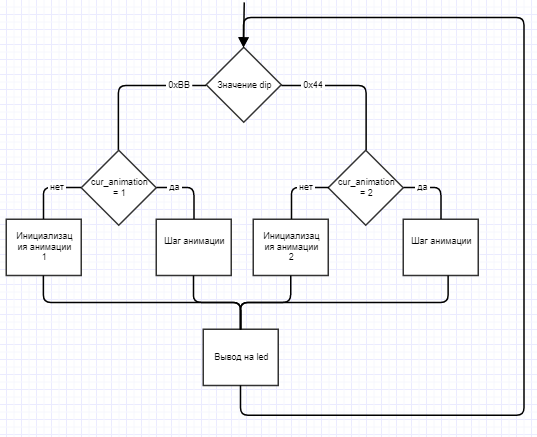 Значение dip
0xBB
0x44
cur_animation
= 1
cur_animation
= 2
нет
да
нет
да
Инициализац
ия анимации
1
Шаг анимации
Инициализац
ия анимации
2
Шаг анимации
Вывод на led